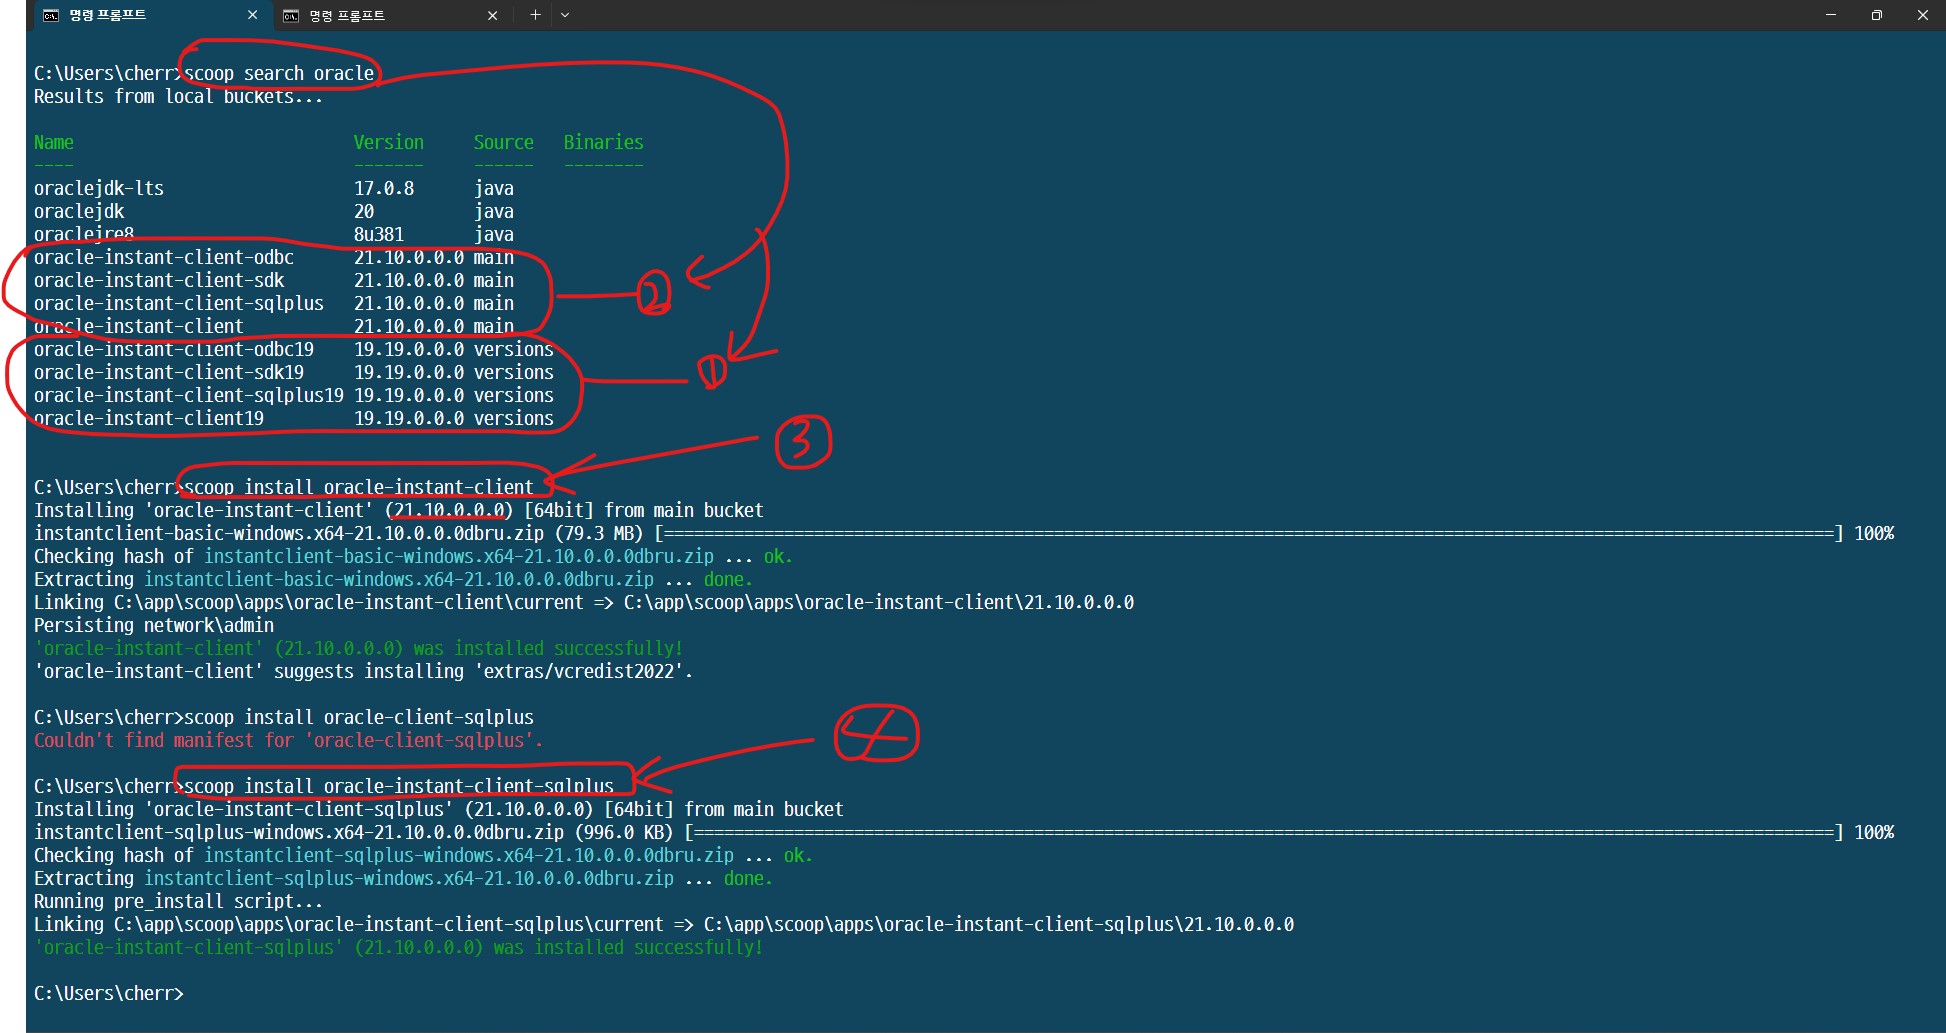 명령 프롬프트
명령 프롬프트
C:\Users\cherr>scoop search oracle
Results from local buckets...
Name Version Source Binaries
---- ------- ------ --------
oraclejdk-lts 17.0.8 java
oraclejdk 20 java
oraclejre8 8u381 java
oracle-instant-client-odbc 21.10.0.0.0 main
oracle-instant-client-sdk 21.10.0.0.0 main
②
oracle-instant-client-sqlplus 21.10.0.0.0 main
oracle-instant-client 21.10.0.0.0 main
oracle-instant-client-odbc19 19.19.0.0.0 versions
oracle-instant-client-sdk19 19.19.0.0.0 versions
①
oracle-instant-client-sqlplus19 19.19.0.0.0 versions
oracle-instant-client19 19.19.0.0.0 versions
③
C:\Users\cherr>scoop install oracle-instant-client
Installing 'oracle-instant-client' (21.10.0.0.0) [64bit] from main bucket
instantclient-basic-windows.x64-21.10.0.0.0dbru.zip (79.3 MB) [=====================================================================================================================] 100%
Checking hash of instantclient-basic-windows.x64-21.10.0.0.0dbru.zip ... ok.
Extracting instantclient-basic-windows.x64-21.10.0.0.0dbru.zip ... done.
Linking C:\app\scoop\apps\oracle-instant-client\current => C:\app\scoop\apps\oracle-instant-client\21.10.0.0.0
Persisting network\admin
'oracle-instant-client' (21.10.0.0.0) was installed successfully!
'oracle-instant-client' suggests installing 'extras/vcredist2022'.
C:\Users\cherr>scoop install oracle-client-sqlplus
Couldn't find manifest for 'oracle-client-sqlplus'.
④
C:\Users\cherr>scoop install oracle-instant-client-sqlplus
Installing 'oracle-instant-client-sqlplus' (21.10.0.0.0) [64bit] from main bucket
instantclient-sqlplus-windows.x64-21.10.0.0.0dbru.zip (996.0 KB) [==================================================================================================================] 100%
Checking hash of instantclient-sqlplus-windows.x64-21.10.0.0.0dbru.zip ... ok.
Extracting instantclient-sqlplus-windows.x64-21.10.0.0.0dbru.zip ... done.
Running pre_install script...
Linking C:\app\scoop\apps\oracle-instant-client-sqlplus\current => C:\app\scoop\apps\oracle-instant-client-sqlplus\21.10.0.0.0
'oracle-instant-client-sqlplus' (21.10.0.0.0) was installed successfully!
C:\Users\cherr>